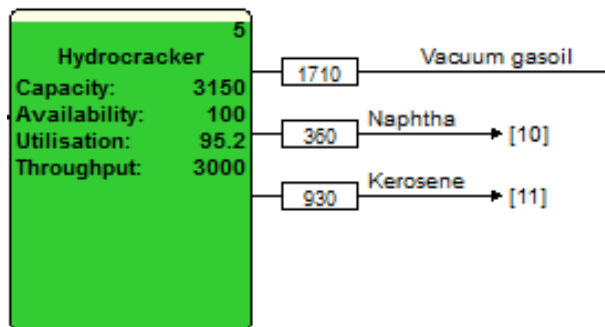 5
Hydrocracker
Capacity: 3150
Availability: 100
Utilisation: 95.2
Throughput: 3000
1710 Vacuum gasoil
360 Naphtha [10]
930 Kerosene [11]